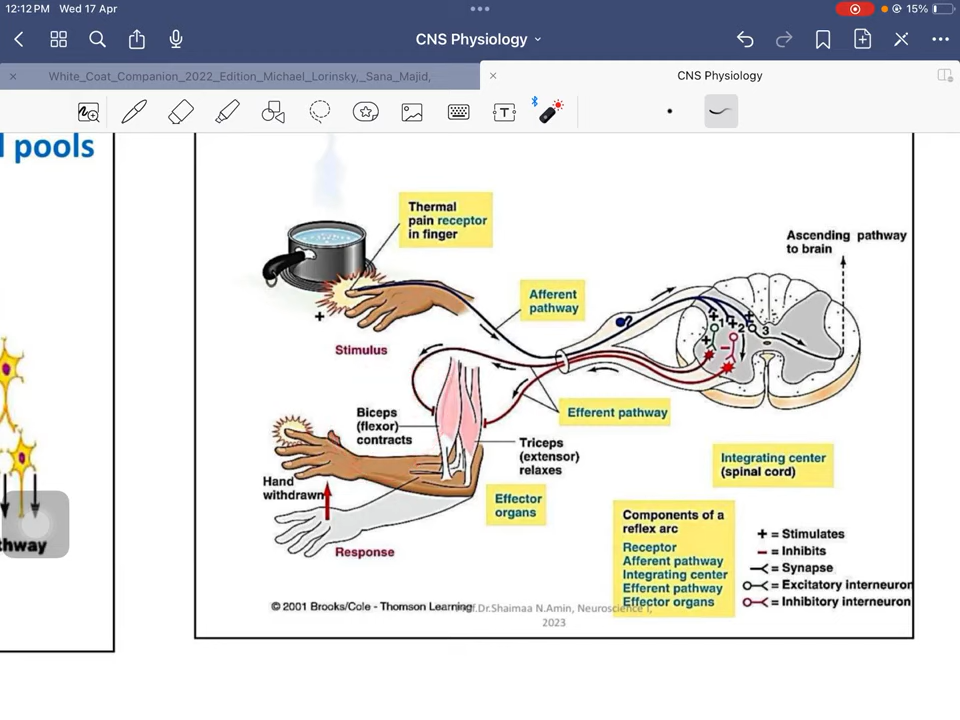 12:12 PM Wed 17 Apr
15%
CNS Physiology
White_Coat_Companion_2022_Edition_Michael_Lorinsky,_Sana_Majid,
CNS Physiology
T
l pools
Thermal
pain receptor
in finger
Ascending pathway
to brain
Afferent
pathway
+
Stimulus
+ 1 + 2 3
+
−
Biceps
(flexor)
contracts
Efferent pathway
Triceps
(extensor)
relaxes
Integrating center
(spinal cord)
Hand
withdrawn
Effector
organs
Response
Components of a
reflex arc
Receptor
Afferent pathway
Integrating center
Efferent pathway
Effector organs
+ = Stimulates
− = Inhibits
= Synapse
= Excitatory interneuron
= Inhibitory interneuron
thway
© 2001 Brooks/Cole - Thomson Learning
f.Dr.Shaimaa N.Amin, Neuroscience I,
2023